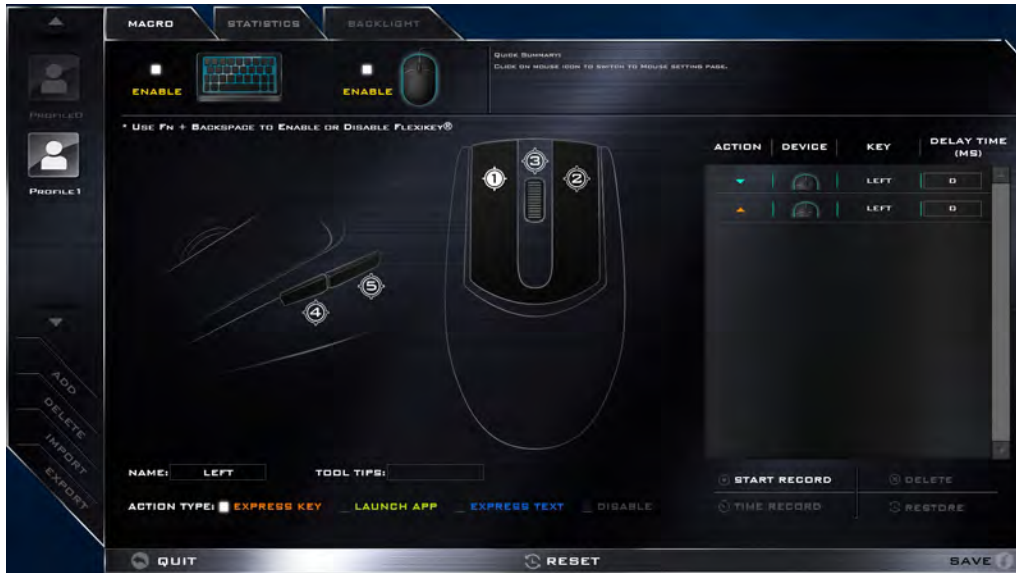 MACRO
STATISTICS
BACKLIGHT
QUICK SUMMARY:
CLICK ON MOUSE ICON TO SWITCH TO MOUSE SETTING PAGE.
ENABLE
ENABLE
PROFILE0
* USE FN + BACKSPACE TO ENABLE OR DISABLE FLEXIKEY®
PROFILE1
ACTION DEVICE KEY DELAY TIME
(MS)
LEFT 0
LEFT 0
1
3
2
5
4
ADD
DELETE
IMPORT
EXPORT
NAME: LEFT TOOL TIPS:
ACTION TYPE: EXPRESS KEY LAUNCH APP EXPRESS TEXT DISABLE
START RECORD DELETE
TIME RECORD RESTORE
QUIT RESET SAVE